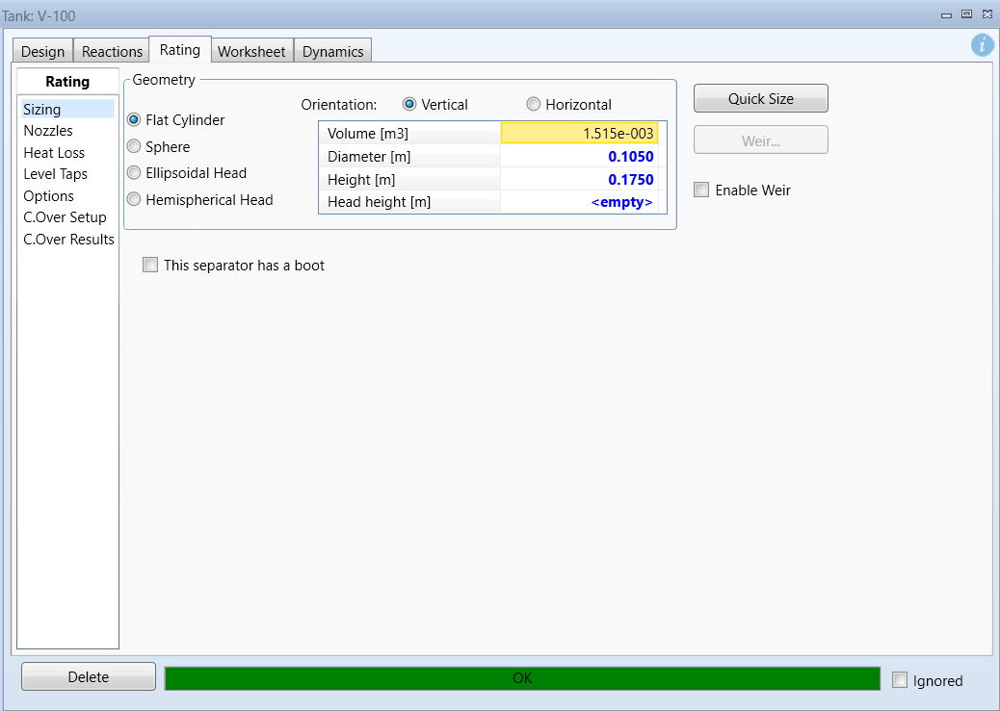 Tank: V-100
Design Reactions Rating Worksheet Dynamics
i
Rating
Sizing
Nozzles
Heat Loss
Level Taps
Options
C.Over Setup
C.Over Results
Geometry
Flat Cylinder
Sphere
Ellipsoidal Head
Hemispherical Head
Orientation: Vertical Horizontal
Volume [m3] 1.515e-003
Diameter [m] 0.1050
Height [m] 0.1750
Head height [m] <empty>
Quick Size
Weir...
Enable Weir
This separator has a boot
Delete
OK
Ignored